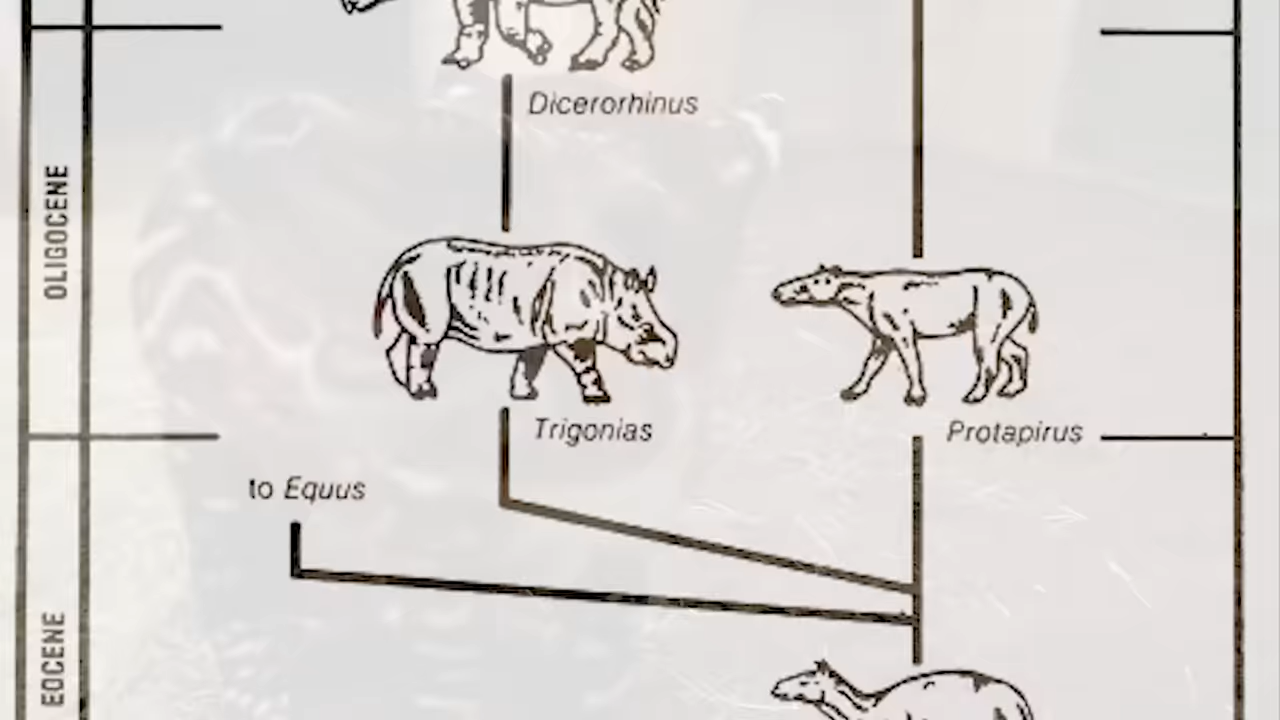 Dicerorhinus
OLIGOCENE
Trigonias
Protapirus
to Equus
EOCENE